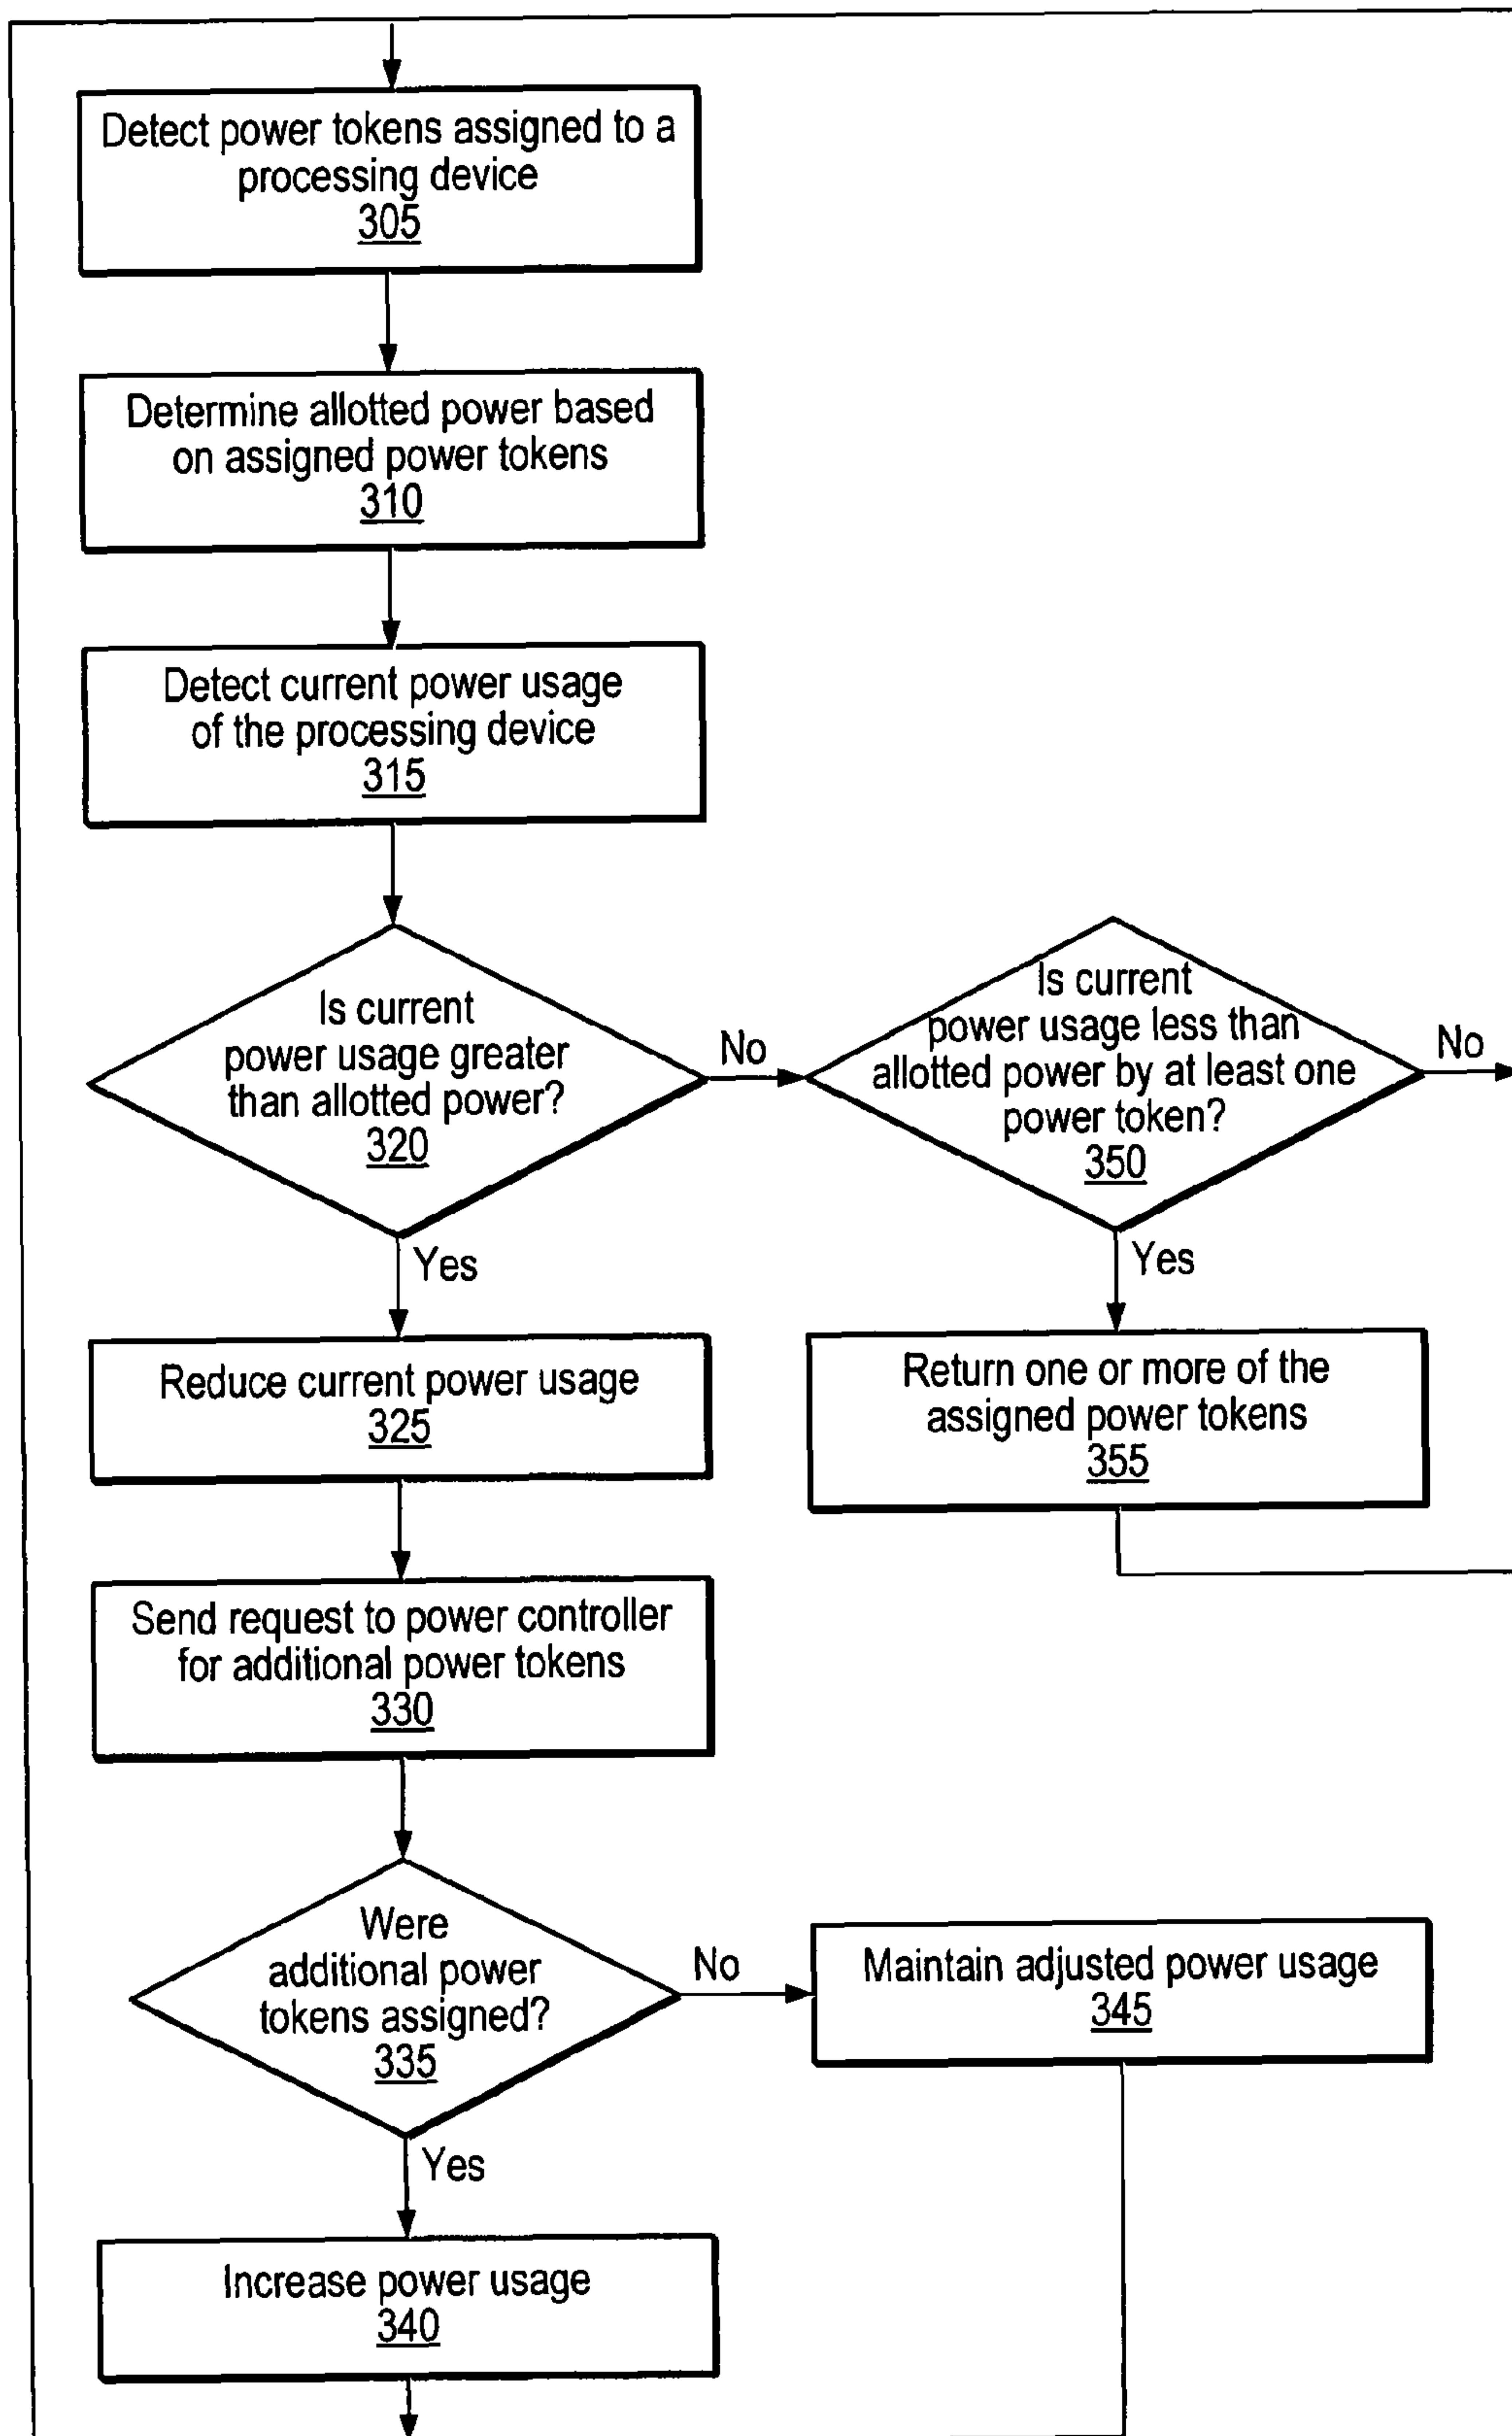 Detect power tokens assigned to a
processing device
305
Determine allotted power based
on assigned power tokens
310
Detect current power usage
of the processing device
315
Is current
power usage greater
than allotted power?
320
No
Is current
power usage less than
allotted power by at least one
power token?
350
No
Yes
Yes
Reduce current power usage
325
Return one or more of the
assigned power tokens
355
Send request to power controller
for additional power tokens
330
Were
additional power
tokens assigned?
335
No
Maintain adjusted power usage
345
Yes
Increase power usage
340